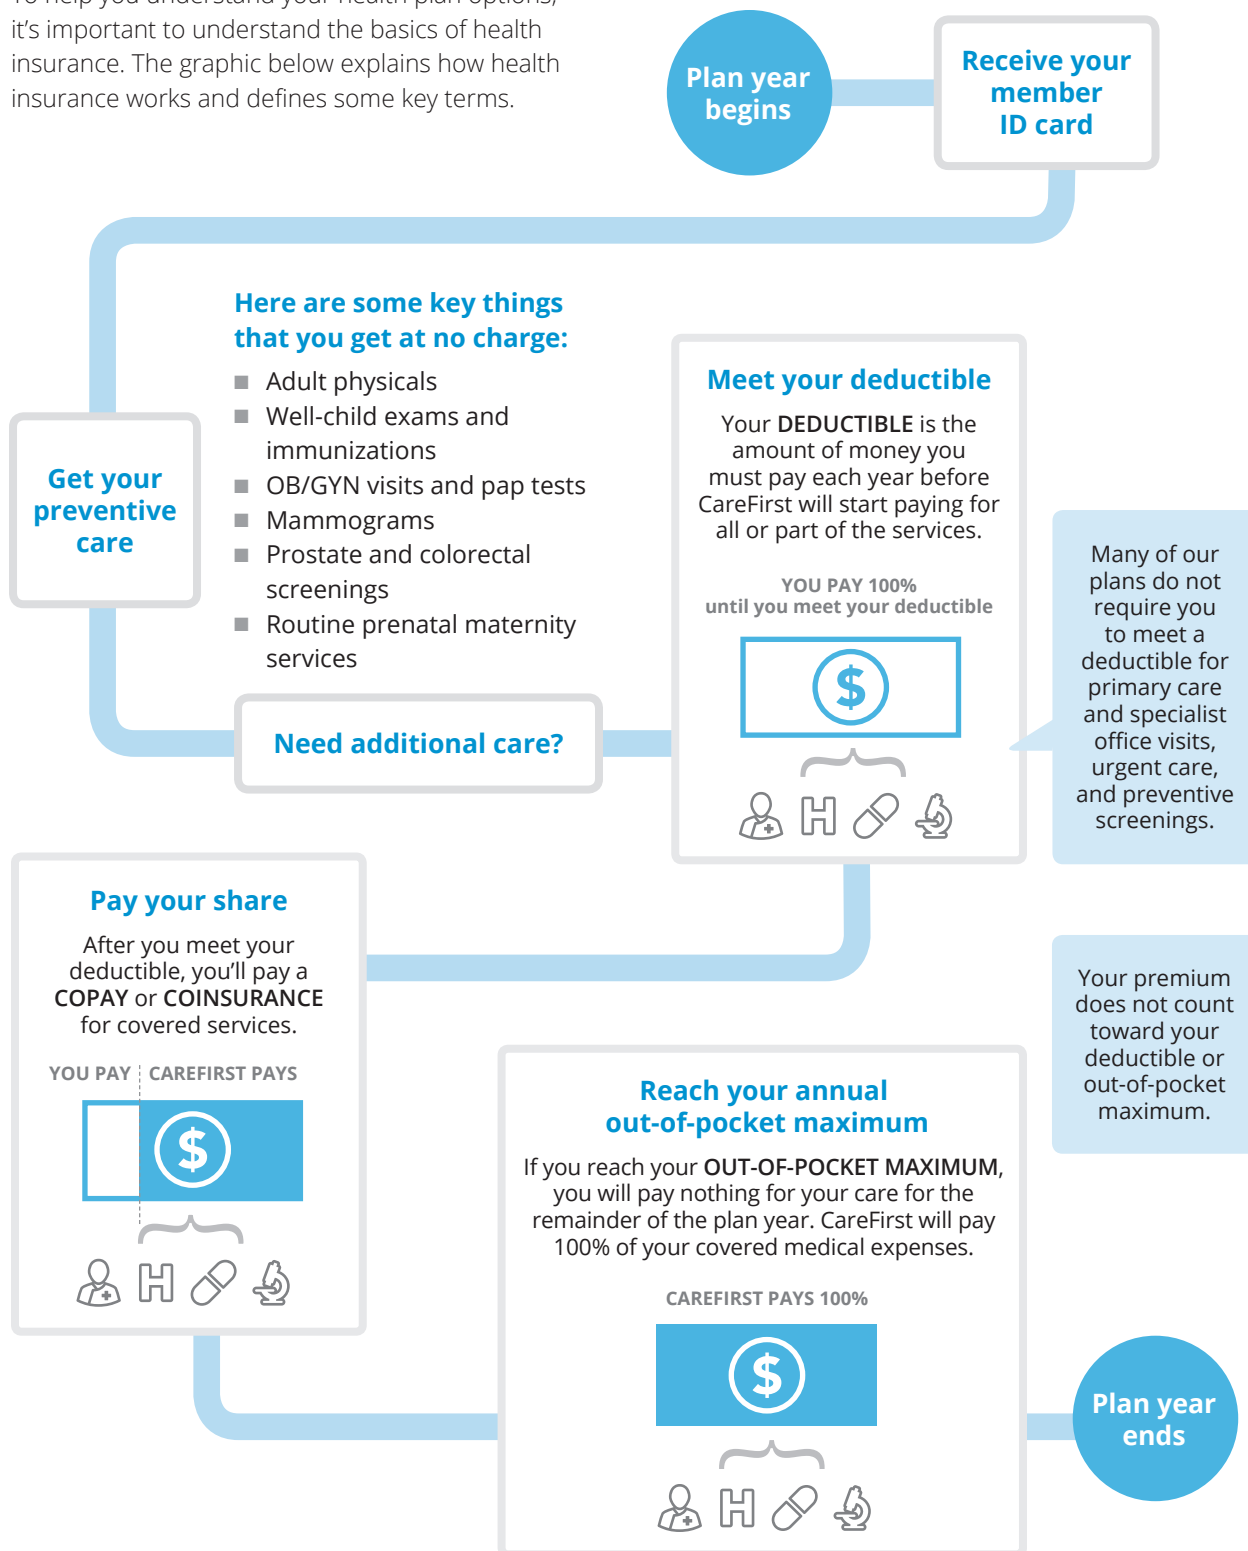 To help you understand your health plan options,
it's important to understand the basics of health
insurance. The graphic below explains how health
insurance works and defines some key terms.
Plan year
begins
Receive your
member
ID card
Get your
preventive
care
Here are some key things
that you get at no charge:
■ Adult physicals
■ Well-child exams and
immunizations
■ OB/GYN visits and pap tests
■ Mammograms
■ Prostate and colorectal
screenings
■ Routine prenatal maternity
services
Need additional care?
Meet your deductible
Your DEDUCTIBLE is the
amount of money you
must pay each year before
CareFirst will start paying for
all or part of the services.
YOU PAY 100%
until you meet your deductible
$
H
Many of our
plans do not
require you
to meet a
deductible for
primary care
and specialist
office visits,
urgent care,
and preventive
screenings.
Pay your share
After you meet your
deductible, you'll pay a
COPAY or COINSURANCE
for covered services.
YOU PAY CAREFIRST PAYS
$
H
Your premium
does not count
toward your
deductible or
out-of-pocket
maximum.
Reach your annual
out-of-pocket maximum
If you reach your OUT-OF-POCKET MAXIMUM,
you will pay nothing for your care for the
remainder of the plan year. CareFirst will pay
100% of your covered medical expenses.
CAREFIRST PAYS 100%
$
H
Plan year
ends